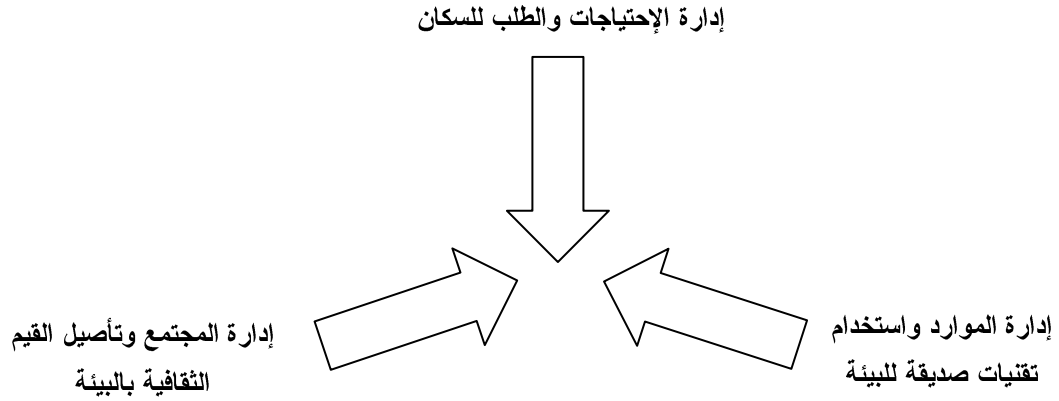 إدارة الإحتياجات والطلب للسكان
إدارة الموارد واستخدام
تقنيات صديقة للبيئة
إدارة المجتمع وتأصيل القيم
الثقافية بالبيئة